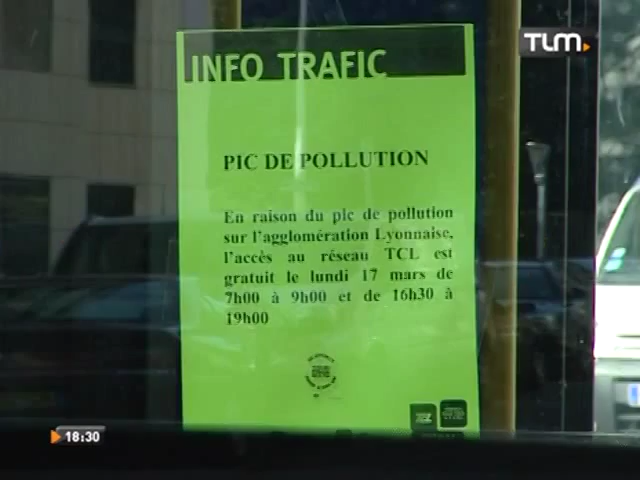 TLM
INFO TRAFIC
PIC DE POLLUTION
En raison du pic de pollution
sur l'agglomération Lyonnaise,
l'accès au réseau TCL est
gratuit le lundi 17 mars de
7h00 à 9h00 et de 16h30 à
19h00
18:30